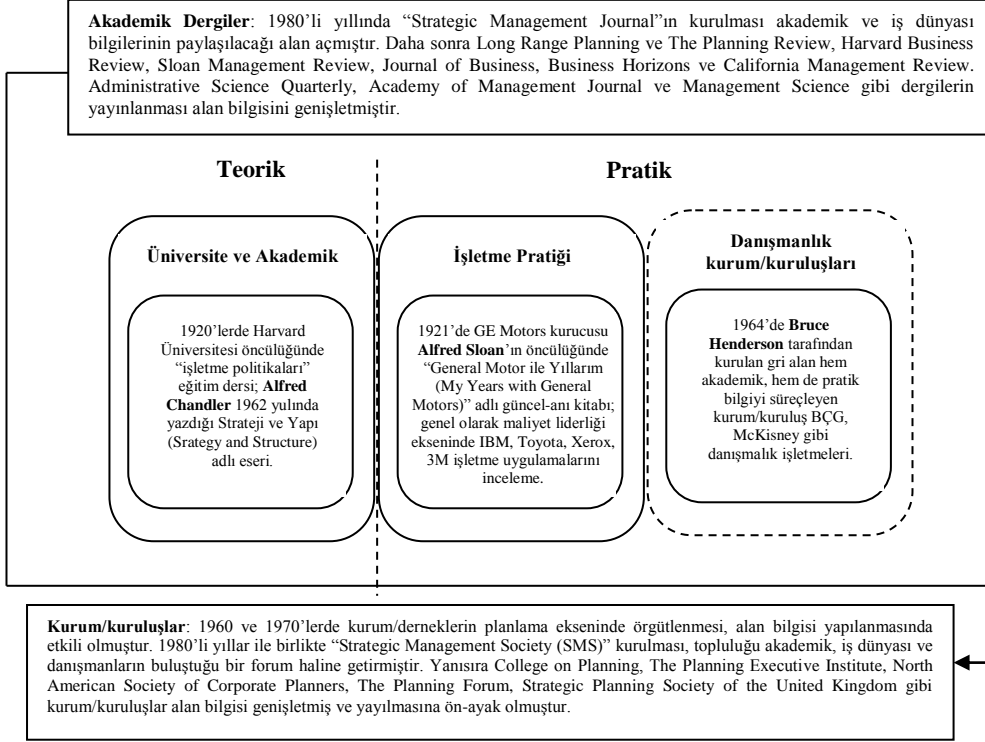 Akademik Dergiler: 1980’li yıllında “Strategic Management Journal”ın kurulması akademik ve iş dünyası
bilgilerinin paylaşılacağı alan açmıştır. Daha sonra Long Range Planning ve The Planning Review, Harvard Business
Review, Sloan Management Review, Journal of Business, Business Horizons ve California Management Review.
Administrative Science Quarterly, Academy of Management Journal ve Management Science gibi dergilerin
yayınlanması alan bilgisini genişletmiştir.
Teorik
Pratik
Üniversite ve Akademik
1920’lerde Harvard
Üniversitesi öncülüğünde
“işletme politikaları”
eğitim dersi; Alfred
Chandler 1962 yılında
yazdığı Strateji ve Yapı
(Srategy and Structure)
adlı eseri.
İşletme Pratiği
1921’de GE Motors kurucusu
Alfred Sloan’ın öncülüğünde
“General Motor ile Yıllarım
(My Years with General
Motors)” adlı güncel-anı kitabı;
genel olarak maliyet liderliği
ekseninde IBM, Toyota, Xerox,
3M işletme uygulamalarını
inceleme.
Danışmanlık
kurum/kuruluşları
1964’de Bruce
Henderson tarafından
kurulan gri alan hem
akademik, hem de pratik
bilgiyi süreçleyen
kurum/kuruluş BÇG,
McKisney gibi
danışmalık işletmeleri.
Kurum/kuruluşlar: 1960 ve 1970’lerde kurum/derneklerin planlama ekseninde örgütlenmesi, alan bilgisi yapılanmasında
etkili olmuştur. 1980’li yıllar ile birlikte “Strategic Management Society (SMS)” kurulması, topluluğu akademik, iş dünyası ve
danışmanların buluştuğu bir forum haline getirmiştir. Yanısıra College on Planning, The Planning Executive Institute, North
American Society of Corporate Planners, The Planning Forum, Strategic Planning Society of the United Kingdom gibi
kurum/kuruluşlar alan bilgisi genişletmiş ve yayılmasına ön-ayak olmuştur.